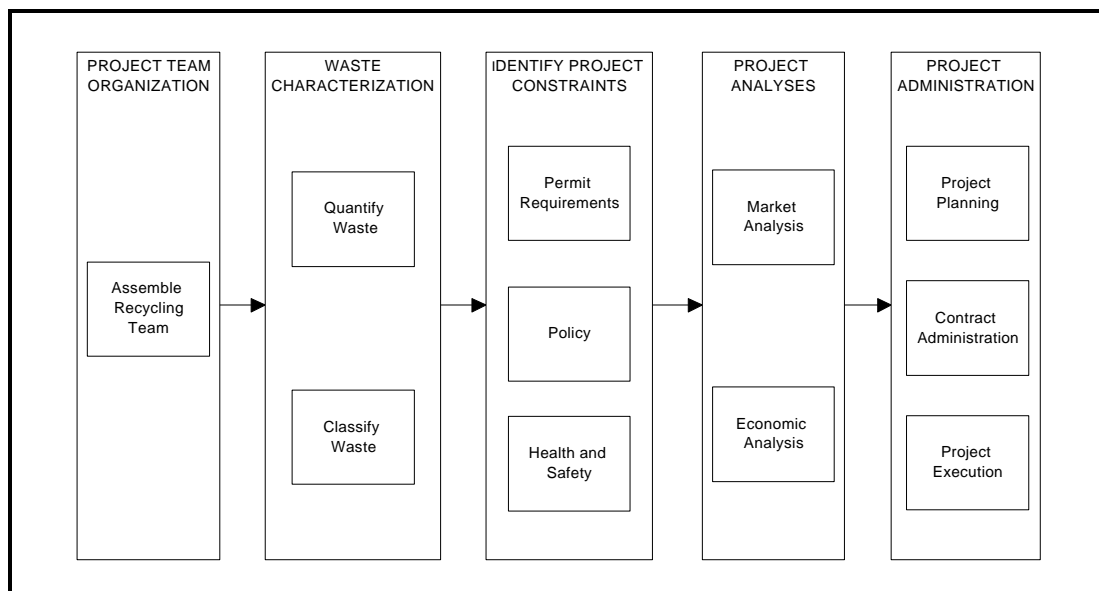 PROJECT TEAM
ORGANIZATION
Assemble
Recycling
Team
WASTE
CHARACTERIZATION
Quantify
Waste
Classify
Waste
IDENTIFY PROJECT
CONSTRAINTS
Permit
Requirements
Policy
Health and
Safety
PROJECT
ANALYSES
Market
Analysis
Economic
Analysis
PROJECT
ADMINISTRATION
Project
Planning
Contract
Administration
Project
Execution